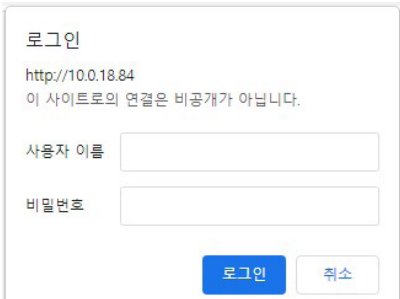 로그인
http://10.0.18.84
이 사이트로의 연결은 비공개가 아닙니다.
사용자 이름
비밀번호
로그인 취소